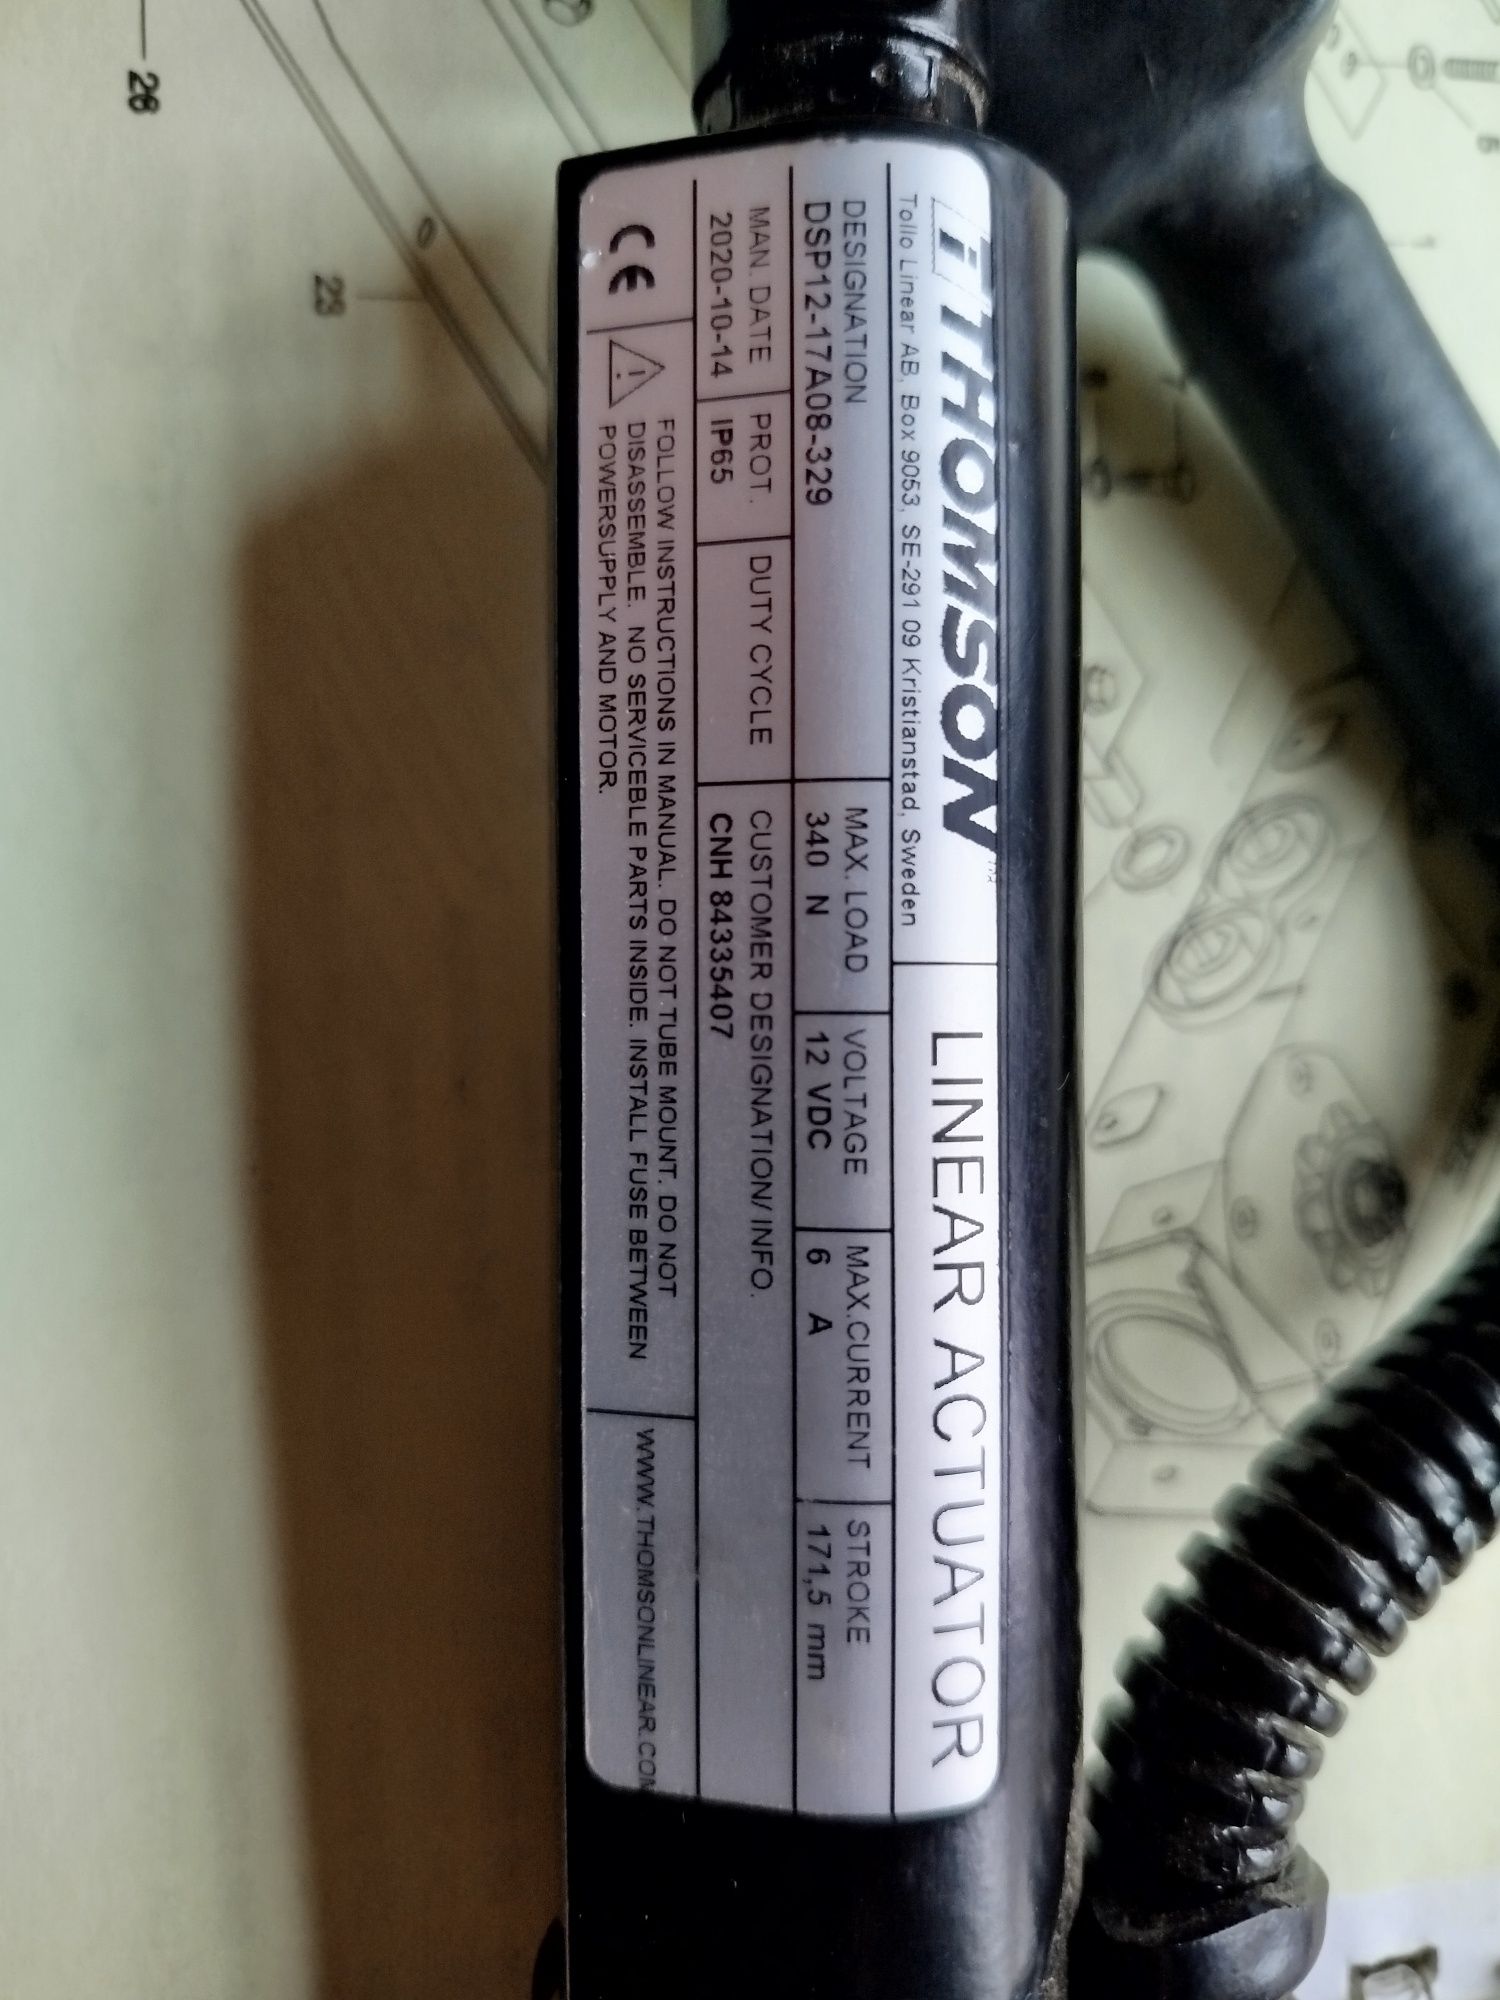 THOMSON™
LINEAR ACTUATOR
Tollo Linear AB, Box 9053, SE-291 09 Kristianstad, Sweden
DESIGNATION
DSP12-17A08-329
MAX. LOAD
340 N
VOLTAGE
12 VDC
MAX.CURRENT
6 A
STROKE
171,5 mm
MAN. DATE
2020-10-14
PROT.
IP65
DUTY CYCLE
CUSTOMER DESIGNATION/ INFO.
CNH 84335407
CE
FOLLOW INSTRUCTIONS IN MANUAL. DO NOT TUBE MOUNT. DO NOT
DISASSEMBLE. NO SERVICEBLE PARTS INSIDE. INSTALL FUSE BETWEEN
POWERSUPPLY AND MOTOR.
WWW.THOMSONLINEAR.COM
26